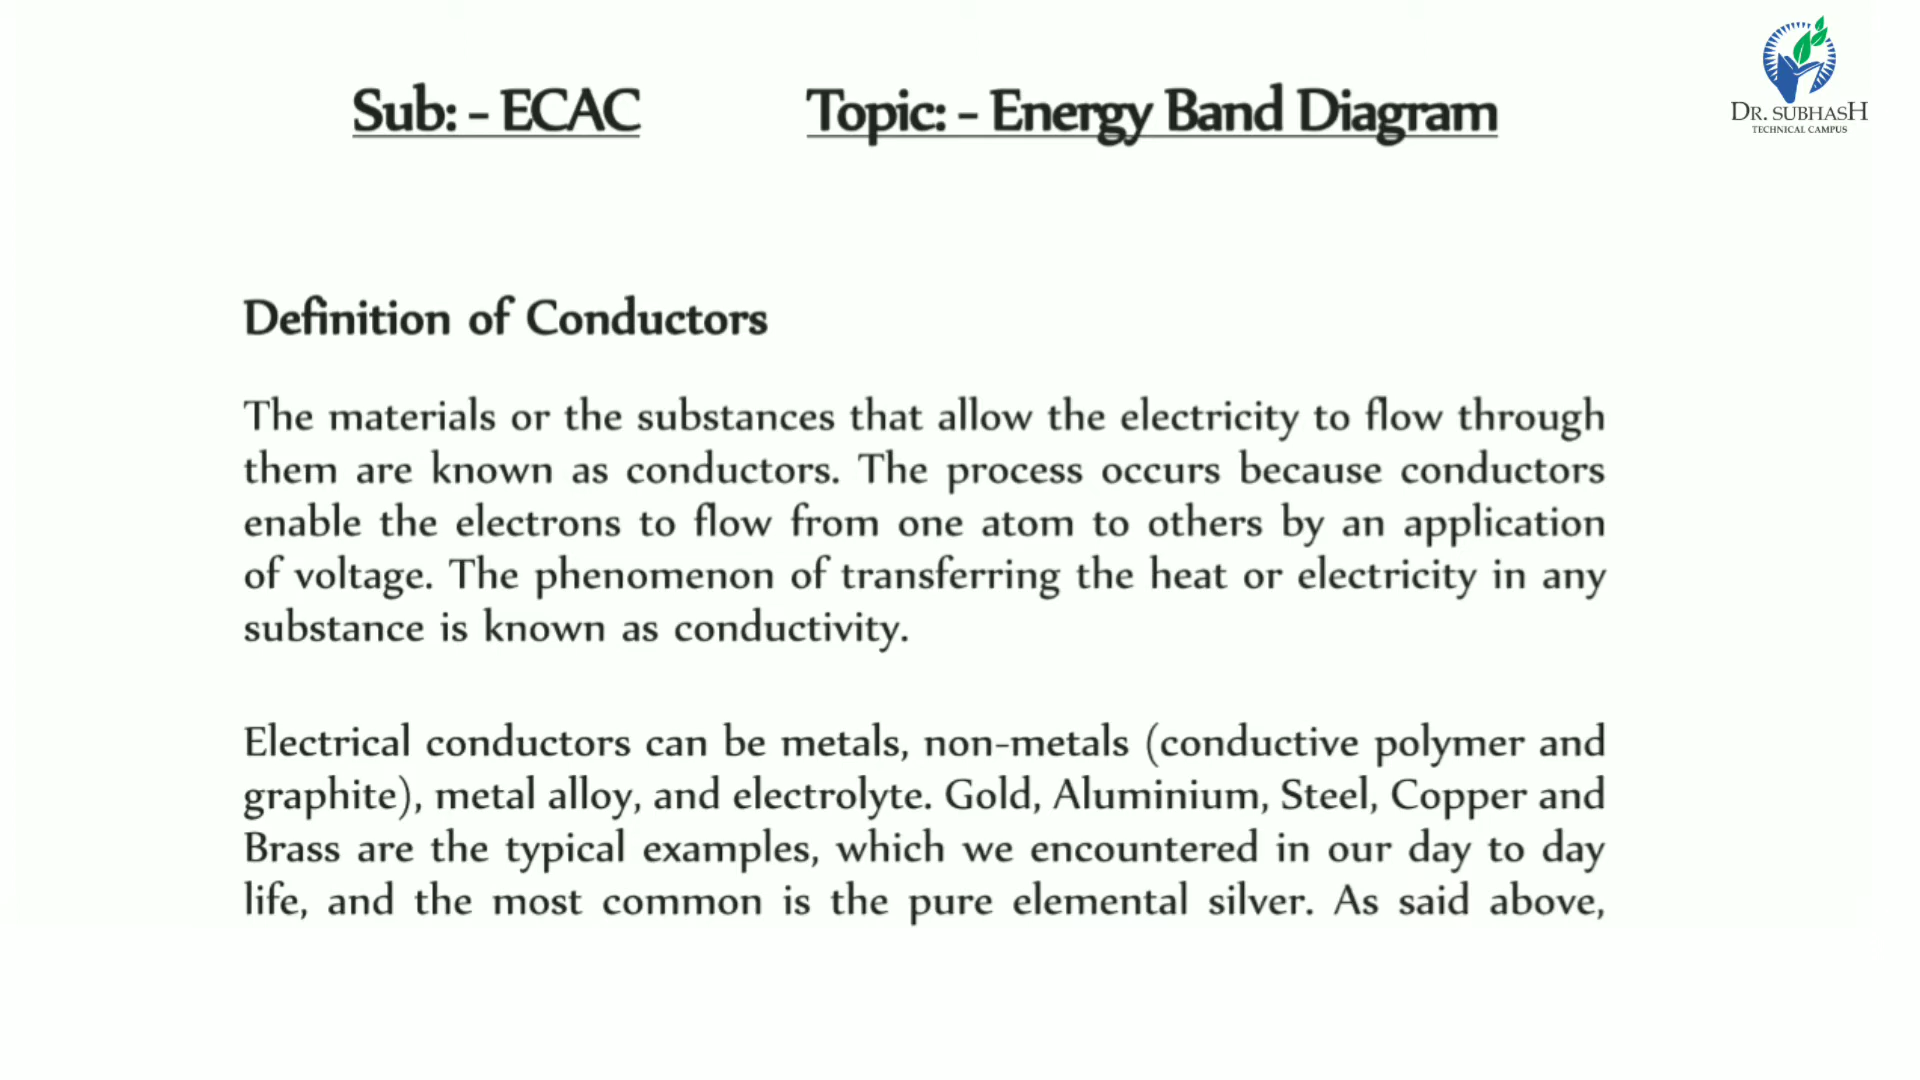 Sub: - ECAC Topic: - Energy Band Diagram
DR. SUBHASH
TECHNICAL CAMPUS
Definition of Conductors
The materials or the substances that allow the electricity to flow through
them are known as conductors. The process occurs because conductors
enable the electrons to flow from one atom to others by an application
of voltage. The phenomenon of transferring the heat or electricity in any
substance is known as conductivity.
Electrical conductors can be metals, non-metals (conductive polymer and
graphite), metal alloy, and electrolyte. Gold, Aluminium, Steel, Copper and
Brass are the typical examples, which we encountered in our day to day
life, and the most common is the pure elemental silver. As said above,